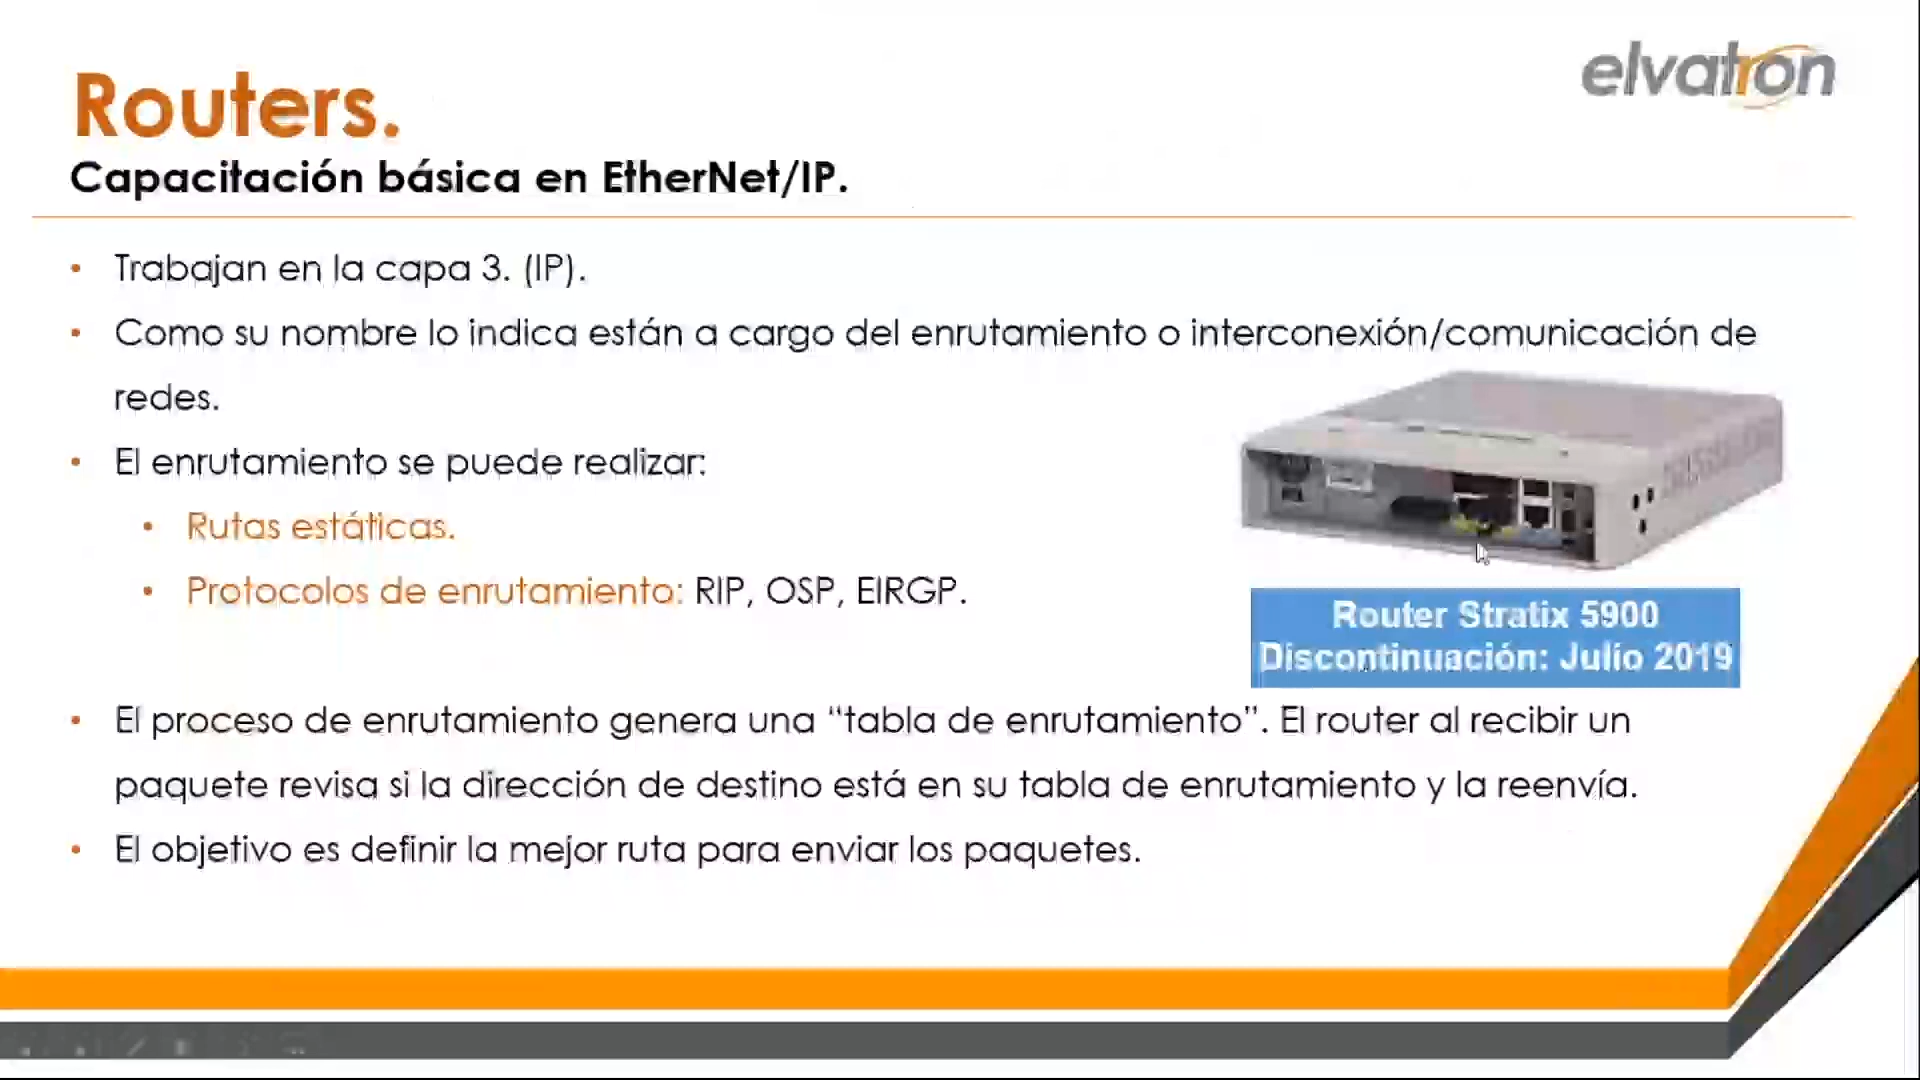 elvatron
Routers.
Capacitación básica en EtherNet/IP.
• Trabajan en la capa 3. (IP).
• Como su nombre lo indica están a cargo del enrutamiento o interconexión/comunicación de
redes.
• El enrutamiento se puede realizar:
• Rutas estáticas.
• Protocolos de enrutamiento: RIP, OSP, EIRGP.
Router Stratix 5900
Discontinuación: Julio 2019
• El proceso de enrutamiento genera una “tabla de enrutamiento”. El router al recibir un
paquete revisa si la dirección de destino está en su tabla de enrutamiento y la reenvía.
• El objetivo es definir la mejor ruta para enviar los paquetes.